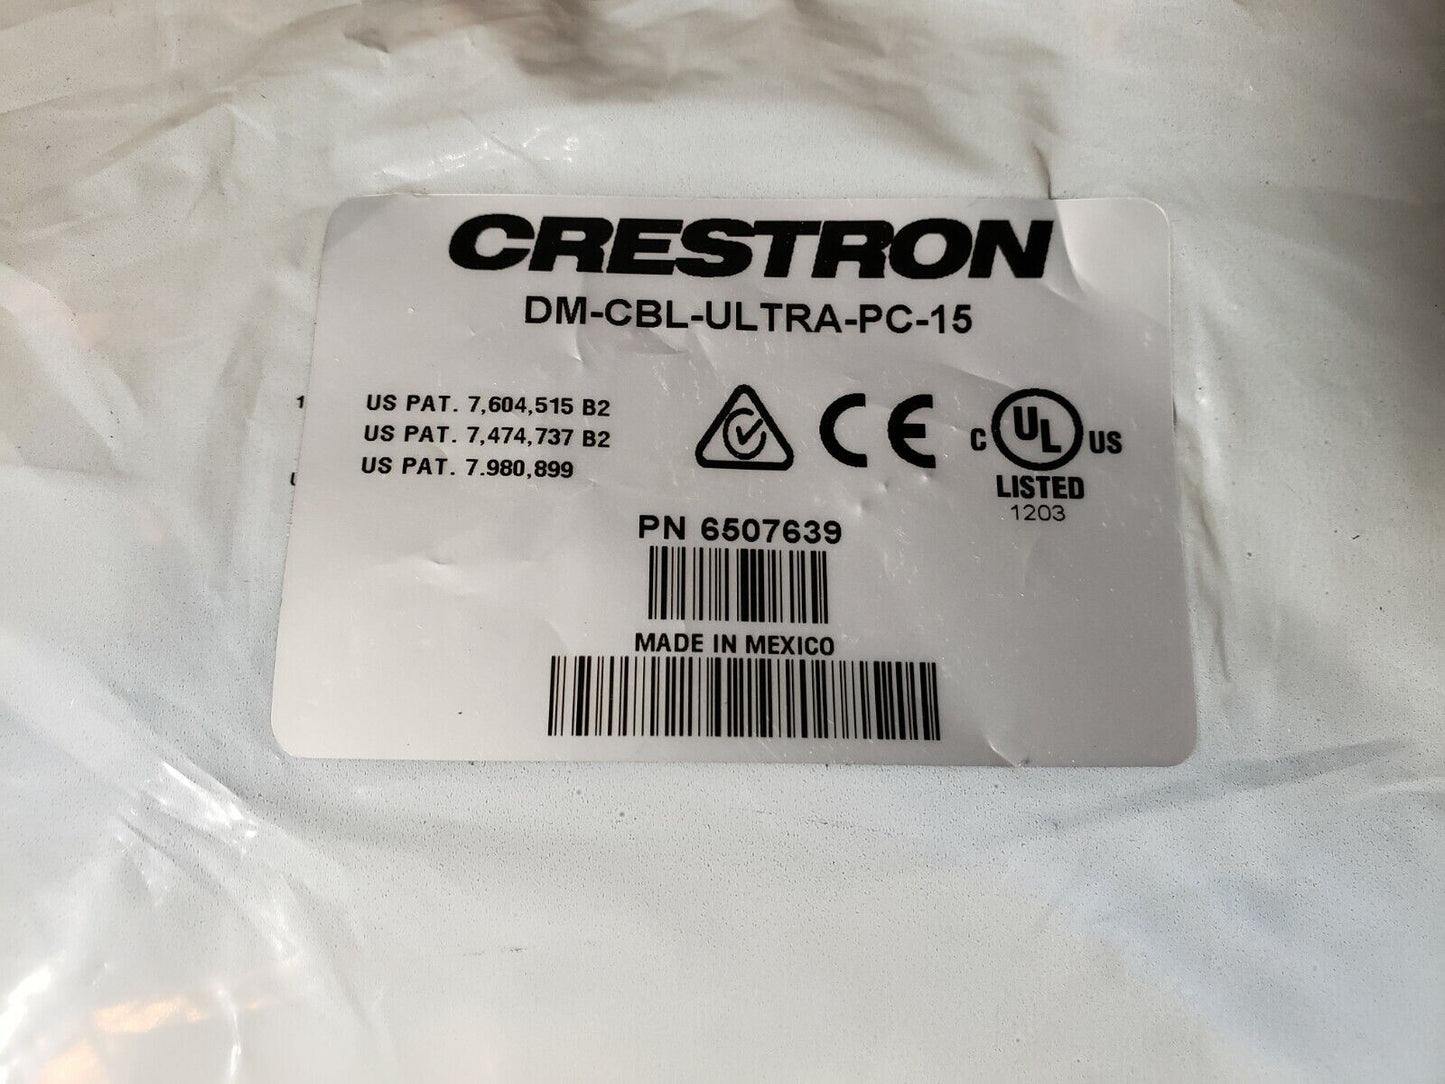 CRESTRON
DM-CBL-ULTRA-PC-15
US PAT. 7,604,515 B2
US PAT. 7,474,737 B2
US PAT. 7.980,899
CE
C UL US
LISTED
1203
PN 6507639
MADE IN MEXICO